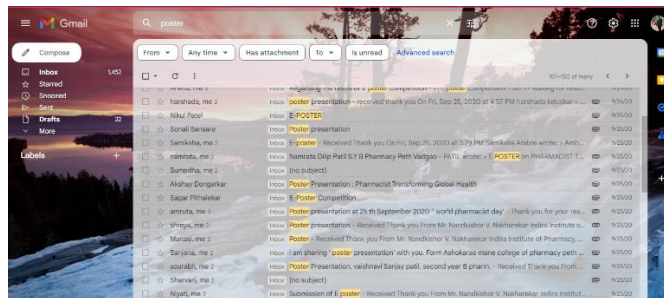 Gmail
poster
Compose
From
Any time
Has attachment
To
Is unread
Advanced search
Inbox 1,452
Starred
Snoozed
Sent
Drafts 22
More
Labels
101–150 of many
harshada, me 2 Inbox poster presentation - received Thank you On Fri, Sep 25, 2020 at 4:57 PM harshada keluskar < ... 9/25/20
Nikul Patel Inbox E-POSTER 9/25/20
Sonali Sansare Inbox Poster presentation 9/25/20
Samiksha, me 2 Inbox E-poster - Received Thank you On Fri, Sep 25, 2020 at 3:29 PM Samiksha Ambre wrote: > Amb... 9/25/20
namrata, me 2 Inbox Namrata Dilip Patil S.Y B Pharmacy Peth Vadgao - PATIL wrote: > E POSTER on PHARMACIST T... 9/25/20
Sumedha, me 2 Inbox (no subject) 9/25/20
Akshay Dongarkar Inbox Poster Presentation : Pharmacist Transforming Global Health 9/25/20
Sagar Pithalekar Inbox E-Poster Competition 9/25/20
amruta, me 2 Inbox Poster presentation at 25 th September 2020 " world pharmacist day' - Thank you for your res... 9/25/20
shreya, me 2 Inbox Poster presentation - Received Thank you From Mr. Nandkishor V. Nakharekar Indira Institute o... 9/25/20
Manasi, me 2 Inbox Poster - Received Thank you From Mr. Nandkishor V. Nakharekar Indira Institute of Pharmacy, ... 9/25/20
Sanjana, me 2 Inbox I am sharing ' poster presentation' with you. Form Ashokarao mane college of pharmacy peth ... 9/25/20
sourabh, me 2 Inbox Poster Presentation. vaishnavi Sanjay patil. second year B pharm. - Received Thank you From ... 9/25/20
Sharvari, me 2 Inbox (no subject) 9/25/20
Niyati, me 2 Inbox Submission of E poster - Received Thank you From Mr. Nandkishor V. Nakharekar Indira Institut... 9/25/20